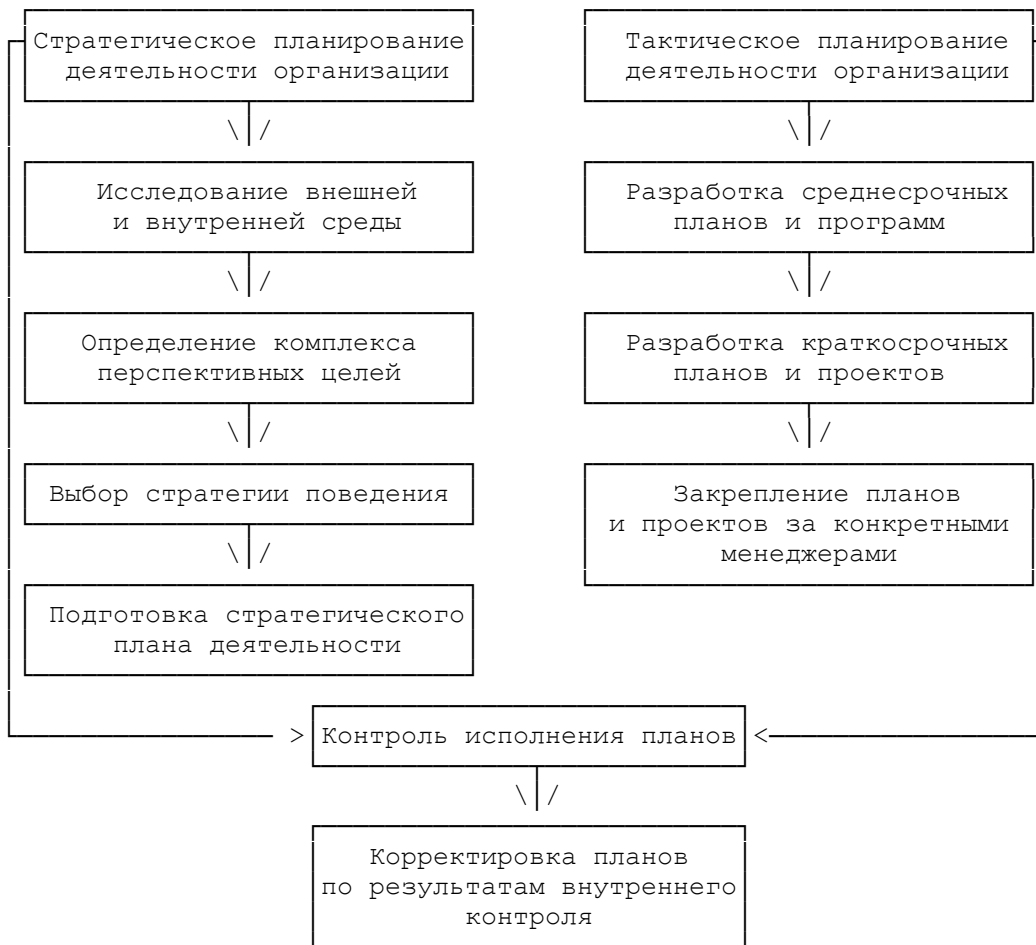 Стратегическое планирование
деятельности организации
Исследование внешней
и внутренней среды
Определение комплекса
перспективных целей
Выбор стратегии поведения
Подготовка стратегического
плана деятельности
Тактическое планирование
деятельности организации
Разработка среднесрочных
планов и программ
Разработка краткосрочных
планов и проектов
Закрепление планов
и проектов за конкретными
менеджерами
Контроль исполнения планов
Корректировка планов
по результатам внутреннего
контроля